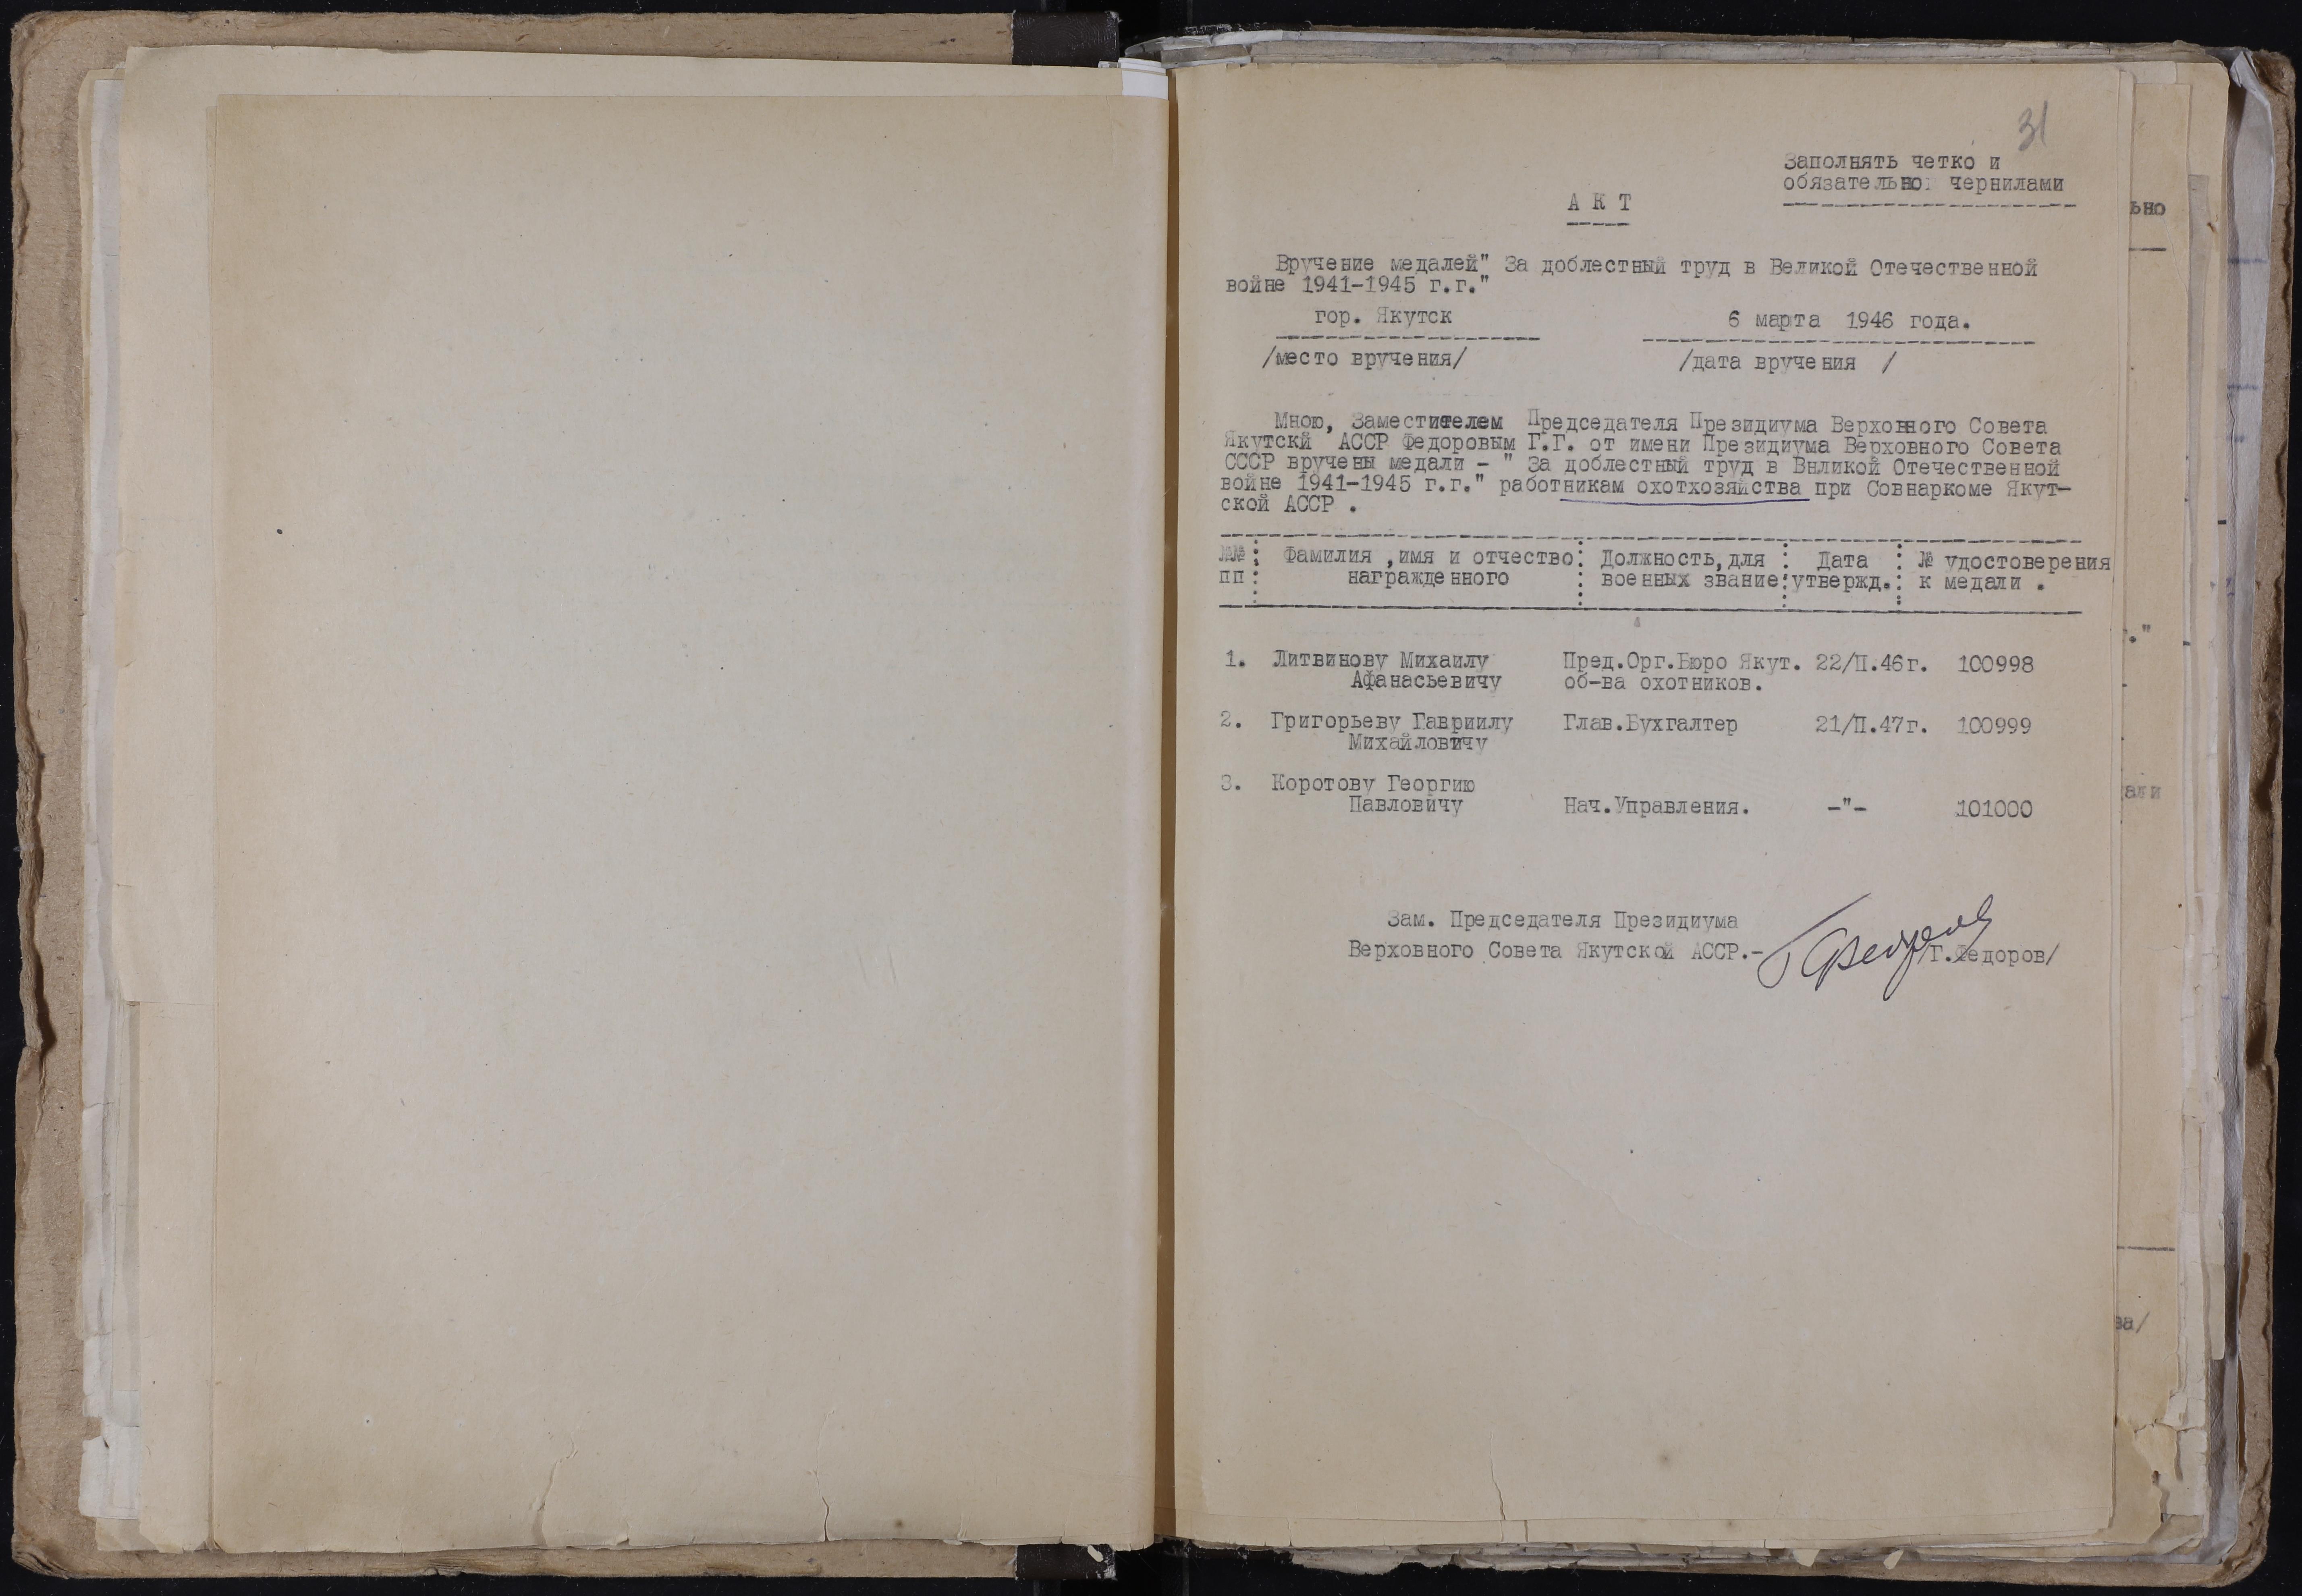 31
Заполнять четко и
обязательно чернилами
А К Т
Вручение медалей" За доблестный труд в Великой Отечественной
войне 1941-1945 г.г."
гор. Якутск 6 марта 1946 года.
/место вручения/ /дата вручения /
Мною, Заместителем Председателя Президиума Верховного Совета
Якутскй АССР Федоровым Г.Г. от имени Президиума Верховного Совета
СССР вручены медали - " За доблестный труд в Внликой Отечественной
войне 1941-1945 г.г." работникам охотхозяйства при Совнаркоме Якут-
ской АССР .
№№ : Фамилия ,имя и отчество: Должность,для : Дата : № удостоверения
пп : награжденного : военных звание:утвержд.: к медали .
1. Литвинову Михаилу Пред.Орг.Бюро Якут. 22/П.46г. 100998
Афанасьевичу об-ва охотников.
2. Григорьеву Гавриилу Глав.Бухгалтер 21/П.47г. 100999
Михайловичу
3. Коротову Георгию
Павловичу Нач.Управления. -"- 101000
Зам. Председателя Президиума
Верховного Совета Якутской АССР.- Г.Федоров/
ьно
."
али
ва/